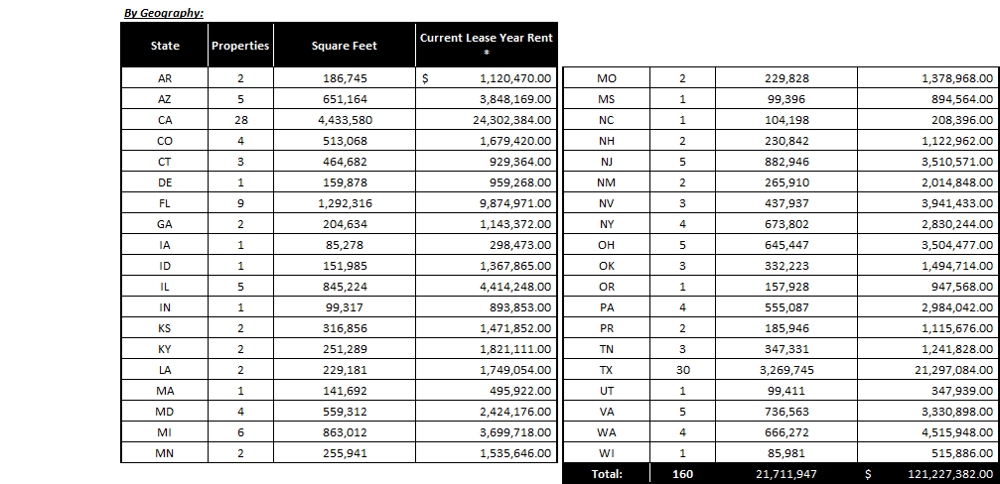 By Geography:
State Properties Square Feet Current Lease Year Rent *
AR 2 186,745 $ 1,120,470.00
AZ 5 651,164 3,848,169.00
CA 28 4,433,580 24,302,384.00
CO 4 513,068 1,679,420.00
CT 3 464,682 929,364.00
DE 1 159,878 959,268.00
FL 9 1,292,316 9,874,971.00
GA 2 204,634 1,143,372.00
IA 1 85,278 298,473.00
ID 1 151,985 1,367,865.00
IL 5 845,224 4,414,248.00
IN 1 99,317 893,853.00
KS 2 316,856 1,471,852.00
KY 2 251,289 1,821,111.00
LA 2 229,181 1,749,054.00
MA 1 141,692 495,922.00
MD 4 559,312 2,424,176.00
MI 6 863,012 3,699,718.00
MN 2 255,941 1,535,646.00
MO 2 229,828 1,378,968.00
MS 1 99,396 894,564.00
NC 1 104,198 208,396.00
NH 2 230,842 1,122,962.00
NJ 5 882,946 3,510,571.00
NM 2 265,910 2,014,848.00
NV 3 437,937 3,941,433.00
NY 4 673,802 2,830,244.00
OH 5 645,447 3,504,477.00
OK 3 332,223 1,494,714.00
OR 1 157,928 947,568.00
PA 4 555,087 2,984,042.00
PR 2 185,946 1,115,676.00
TN 3 347,331 1,241,828.00
TX 30 3,269,745 21,297,084.00
UT 1 99,411 347,939.00
VA 5 736,563 3,330,898.00
WA 4 666,272 4,515,948.00
WI 1 85,981 515,886.00
Total: 160 21,711,947 $ 121,227,382.00